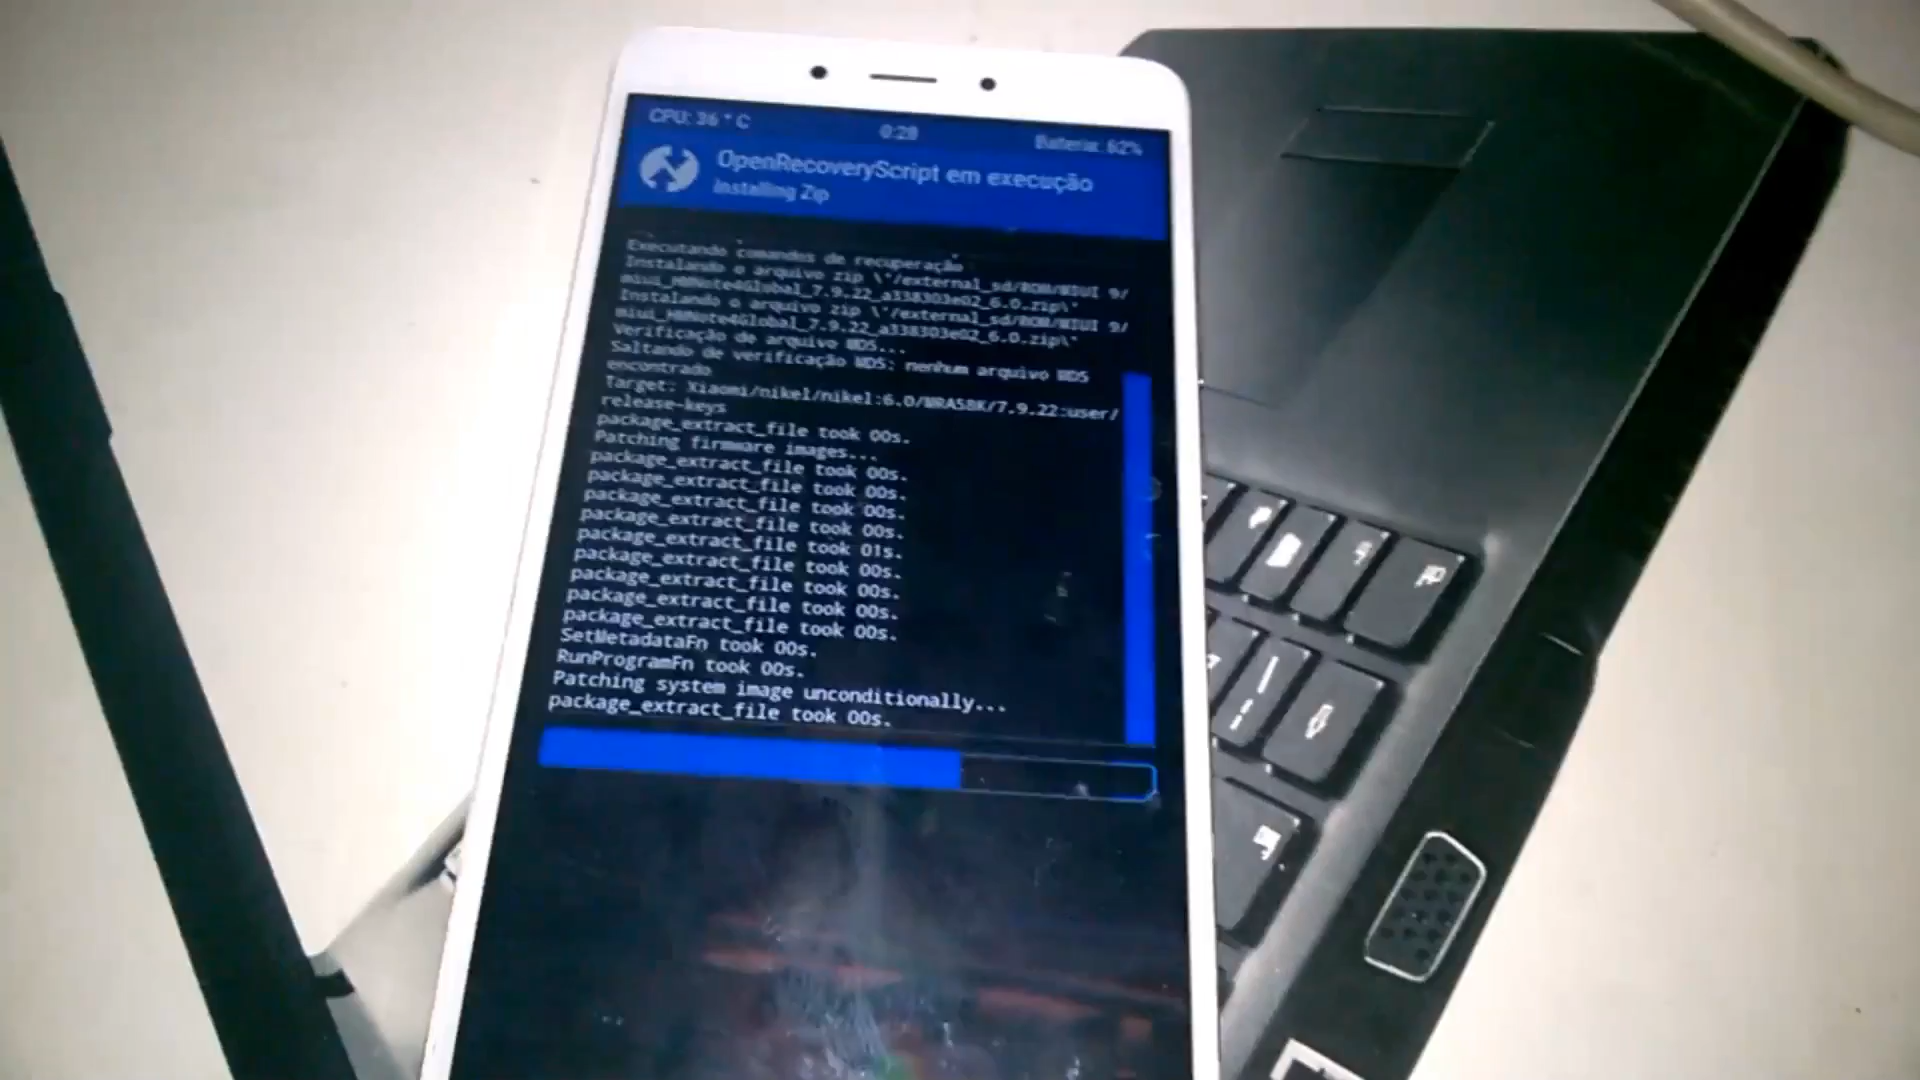 CPU: 36 ° C
0:28
Bateria: 62%
OpenRecoveryScript em execução
Installing Zip
Executando comandos de recuperação
Instalando o arquivo zip \"/external_sd/ROM/MIUI 9/
miui_HMNote4Global_7.9.22_a338303e02_6.0.zip\"
Instalando o arquivo zip \"/external_sd/ROM/MIUI 9/
miui_HMNote4Global_7.9.22_a338303e02_6.0.zip\"
Verificação de arquivo MD5...
Saltando de verificação MD5: nenhum arquivo MD5
encontrado
Target: Xiaomi/nikel/nikel:6.0/MRA58K/7.9.22:user/
release-keys
package_extract_file took 00s.
Patching firmware images...
package_extract_file took 00s.
package_extract_file took 00s.
package_extract_file took 00s.
package_extract_file took 00s.
package_extract_file took 01s.
package_extract_file took 00s.
package_extract_file took 00s.
package_extract_file took 00s.
package_extract_file took 00s.
SetMetadataFn took 00s.
RunProgramFn took 00s.
Patching system image unconditionally...
package_extract_file took 00s.